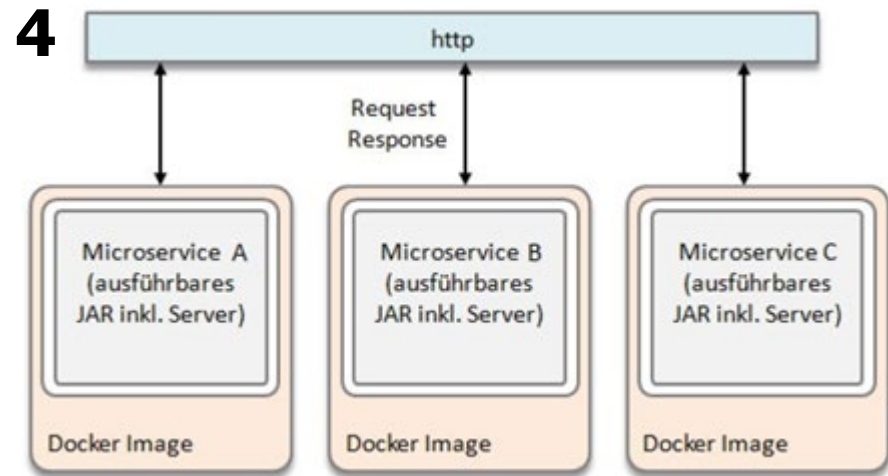 4
http
Request
Response
Microservice A
(ausführbares
JAR inkl. Server)
Docker Image
Microservice B
(ausführbares
JAR inkl. Server)
Docker Image
Microservice C
(ausführbares
JAR inkl. Server)
Docker Image